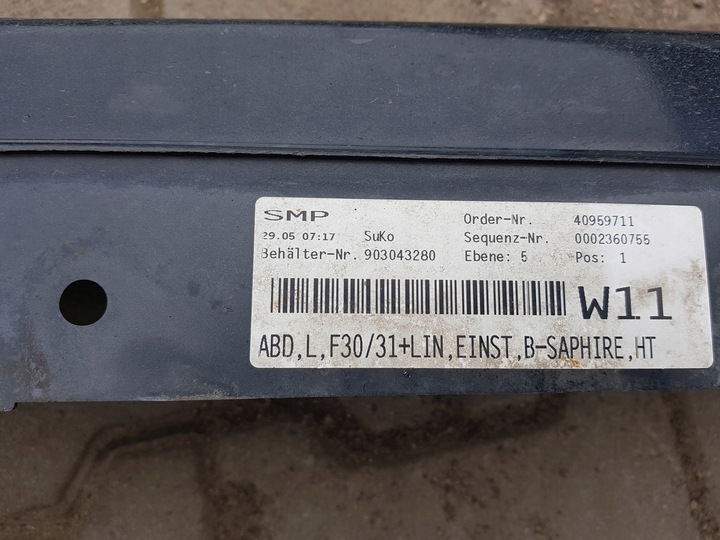 SMP Order-Nr. 40959711
29.05 07:17 SuKo Sequenz-Nr. 0002360755
Behälter-Nr. 903043280 Ebene: 5 Pos: 1
W11
ABD,L,F30/31+LIN,EINST,B-SAPHIRE,HT